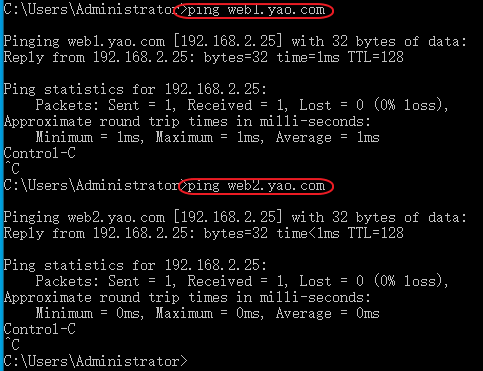 C:\Users\Administrator>ping web1.yao.com
Pinging web1.yao.com [192.168.2.25] with 32 bytes of data:
Reply from 192.168.2.25: bytes=32 time=1ms TTL=128
Ping statistics for 192.168.2.25:
    Packets: Sent = 1, Received = 1, Lost = 0 (0% loss),
Approximate round trip times in milli-seconds:
    Minimum = 1ms, Maximum = 1ms, Average = 1ms
Control-C
^C
C:\Users\Administrator>ping web2.yao.com
Pinging web2.yao.com [192.168.2.25] with 32 bytes of data:
Reply from 192.168.2.25: bytes=32 time<1ms TTL=128
Ping statistics for 192.168.2.25:
    Packets: Sent = 1, Received = 1, Lost = 0 (0% loss),
Approximate round trip times in milli-seconds:
    Minimum = 0ms, Maximum = 0ms, Average = 0ms
Control-C
^C
C:\Users\Administrator>